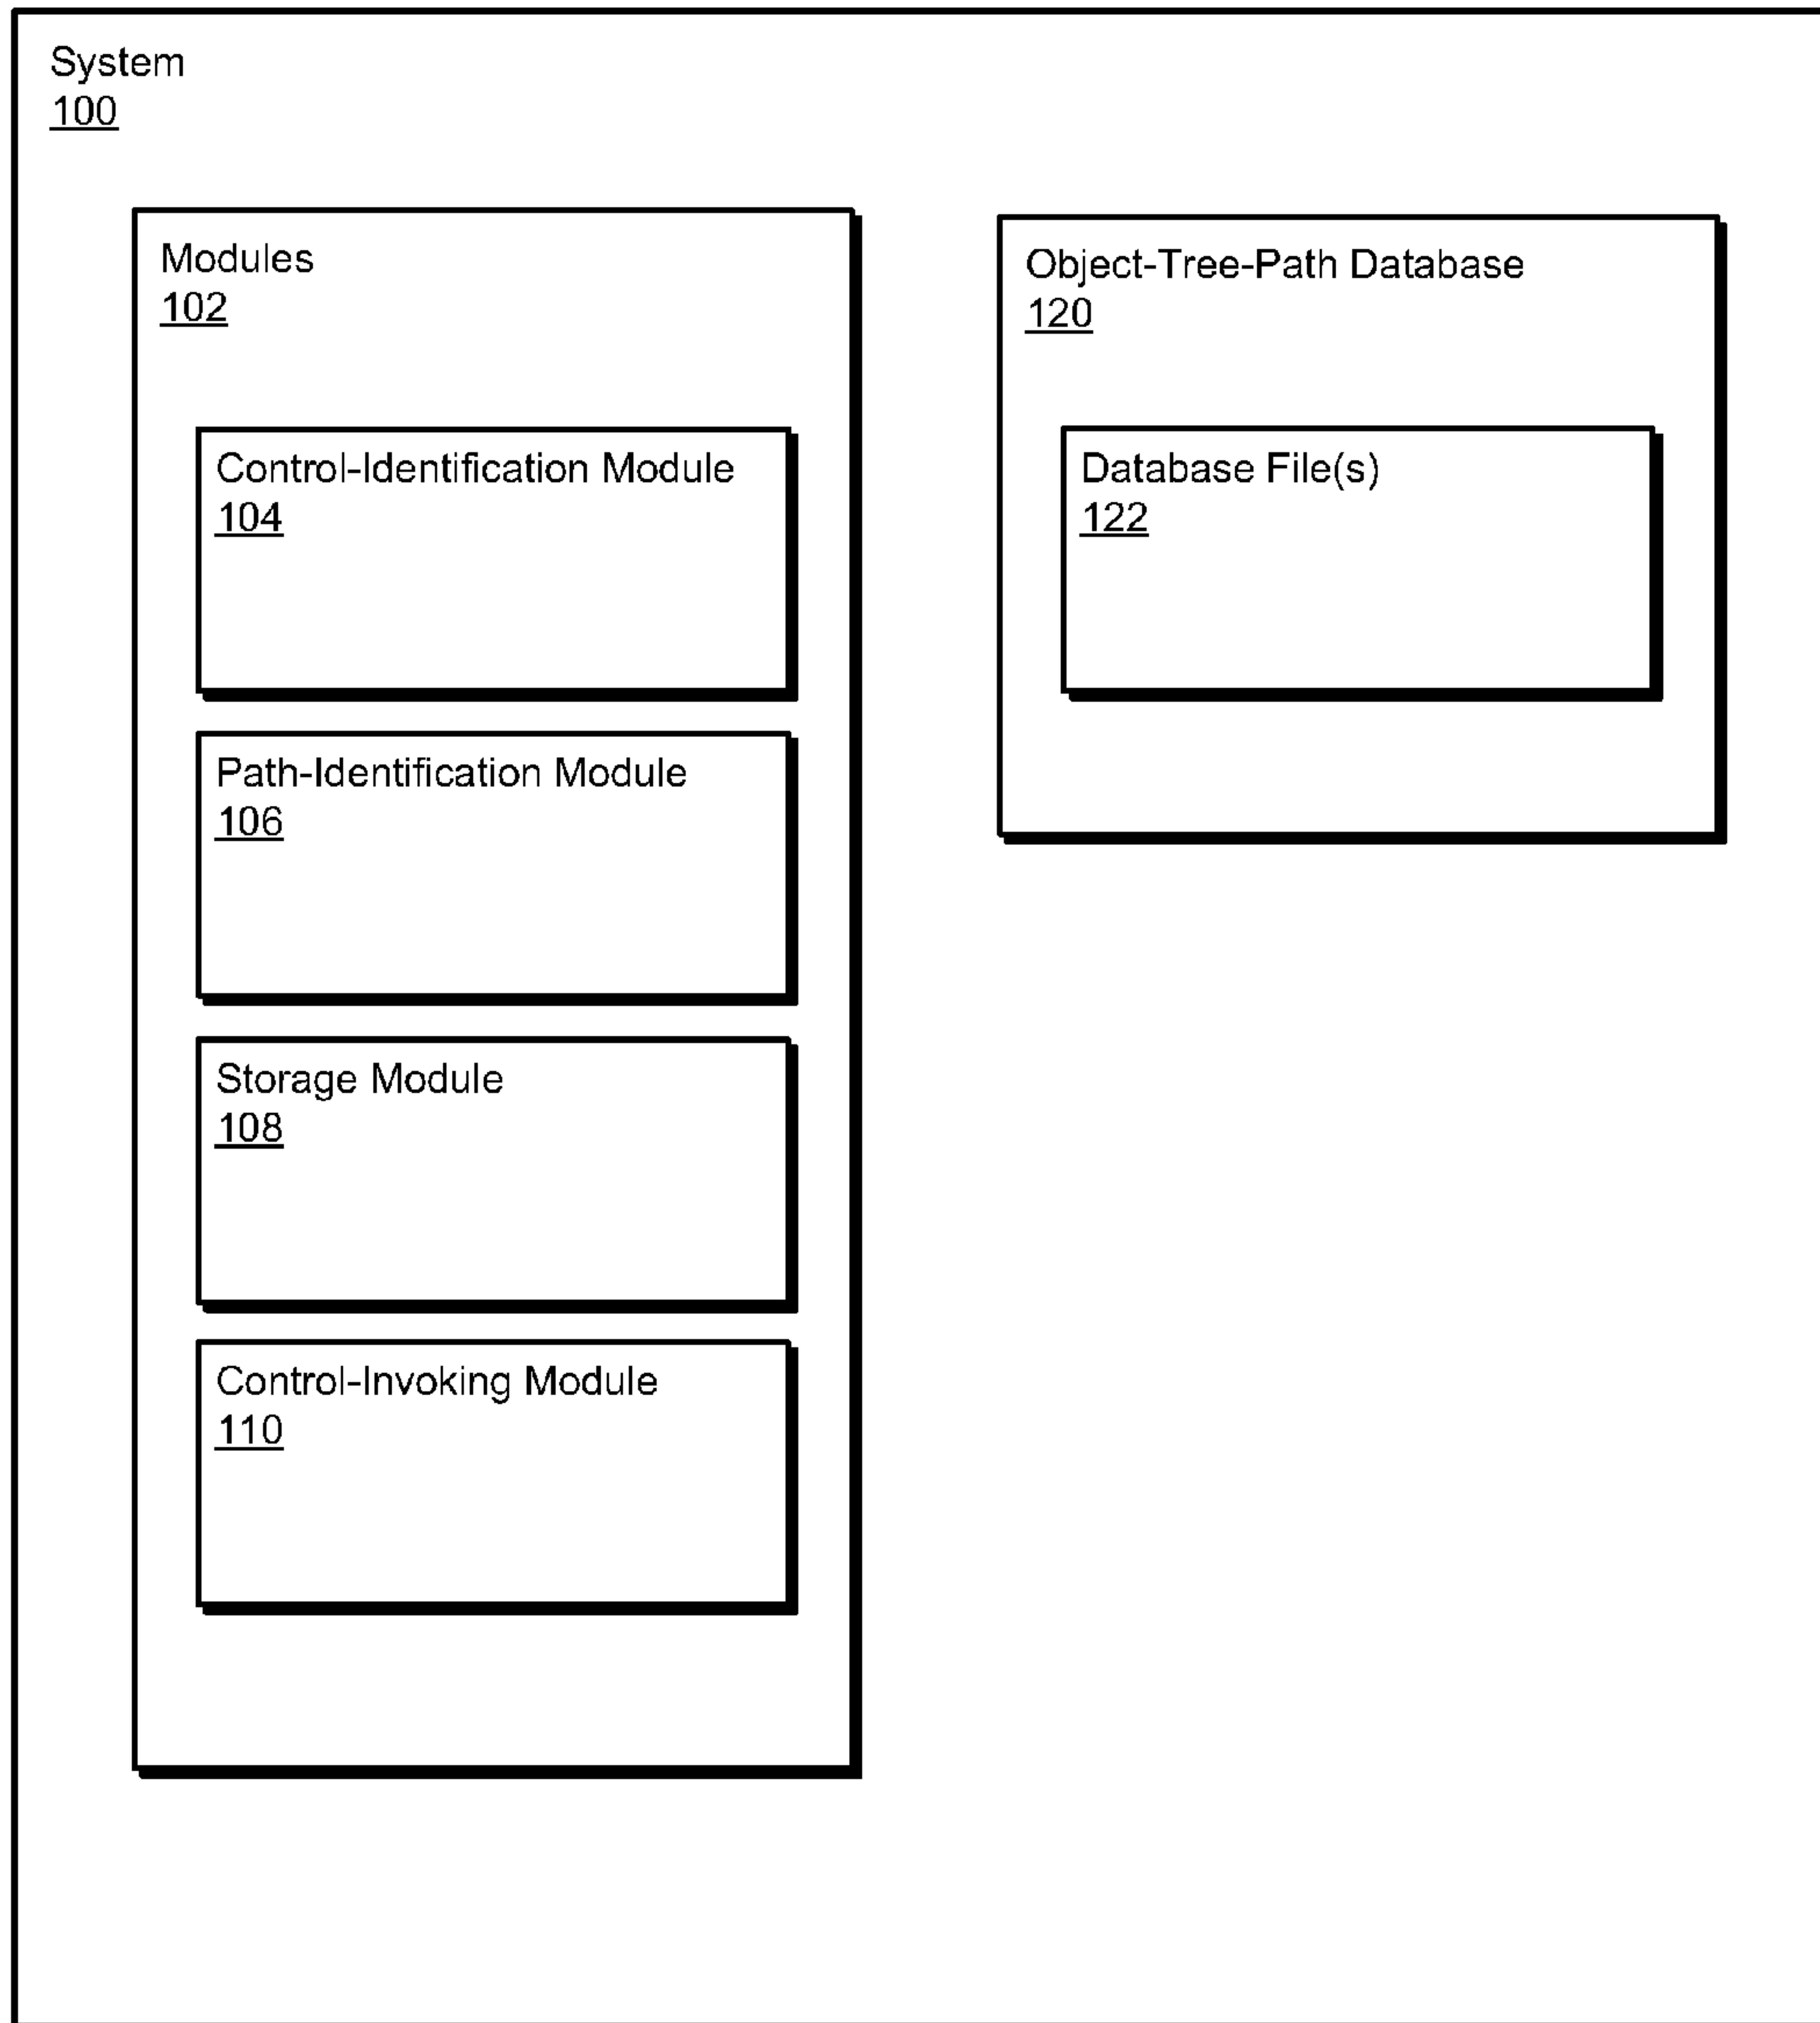 System
100
Modules
102
Control-Identification Module
104
Path-Identification Module
106
Storage Module
108
Control-Invoking Module
110
Object-Tree-Path Database
120
Database File(s)
122